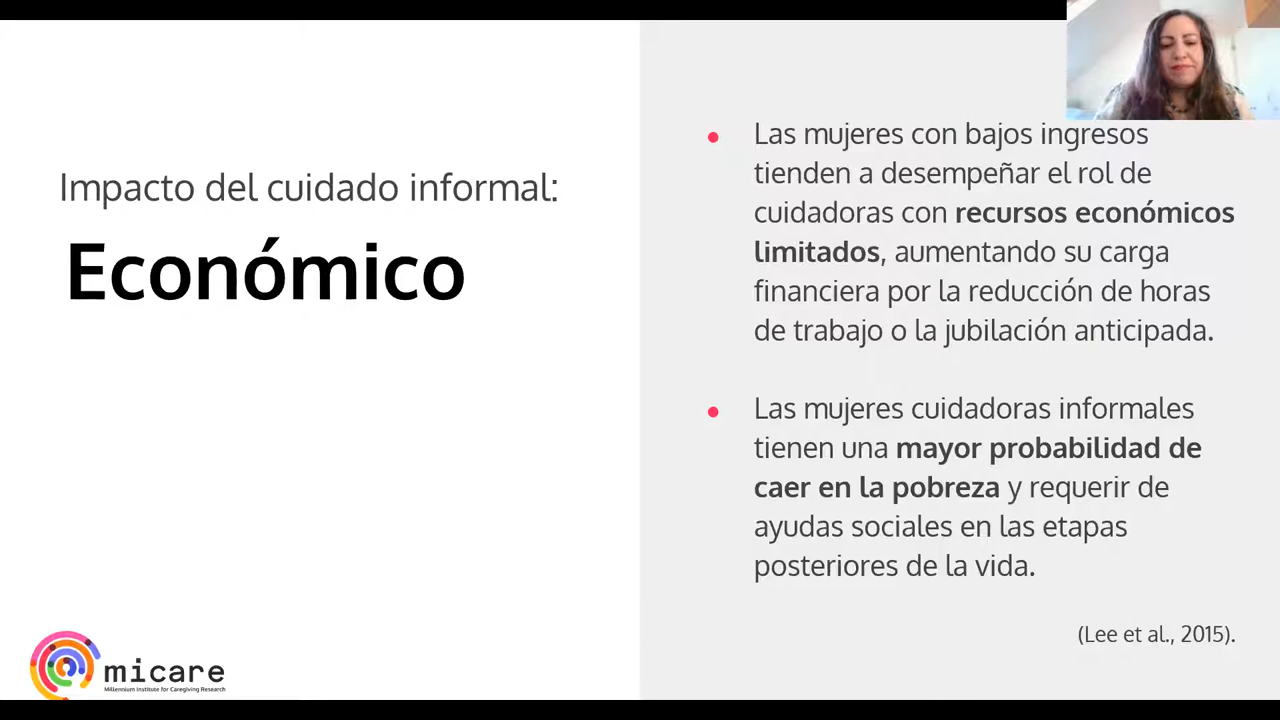 Impacto del cuidado informal:
Económico
Las mujeres con bajos ingresos
tienden a desempeñar el rol de
cuidadoras con recursos económicos
limitados, aumentando su carga
financiera por la reducción de horas
de trabajo o la jubilación anticipada.
Las mujeres cuidadoras informales
tienen una mayor probabilidad de
caer en la pobreza y requerir de
ayudas sociales en las etapas
posteriores de la vida.
(Lee et al., 2015).
micare
Millennium Institute for Caregiving Research